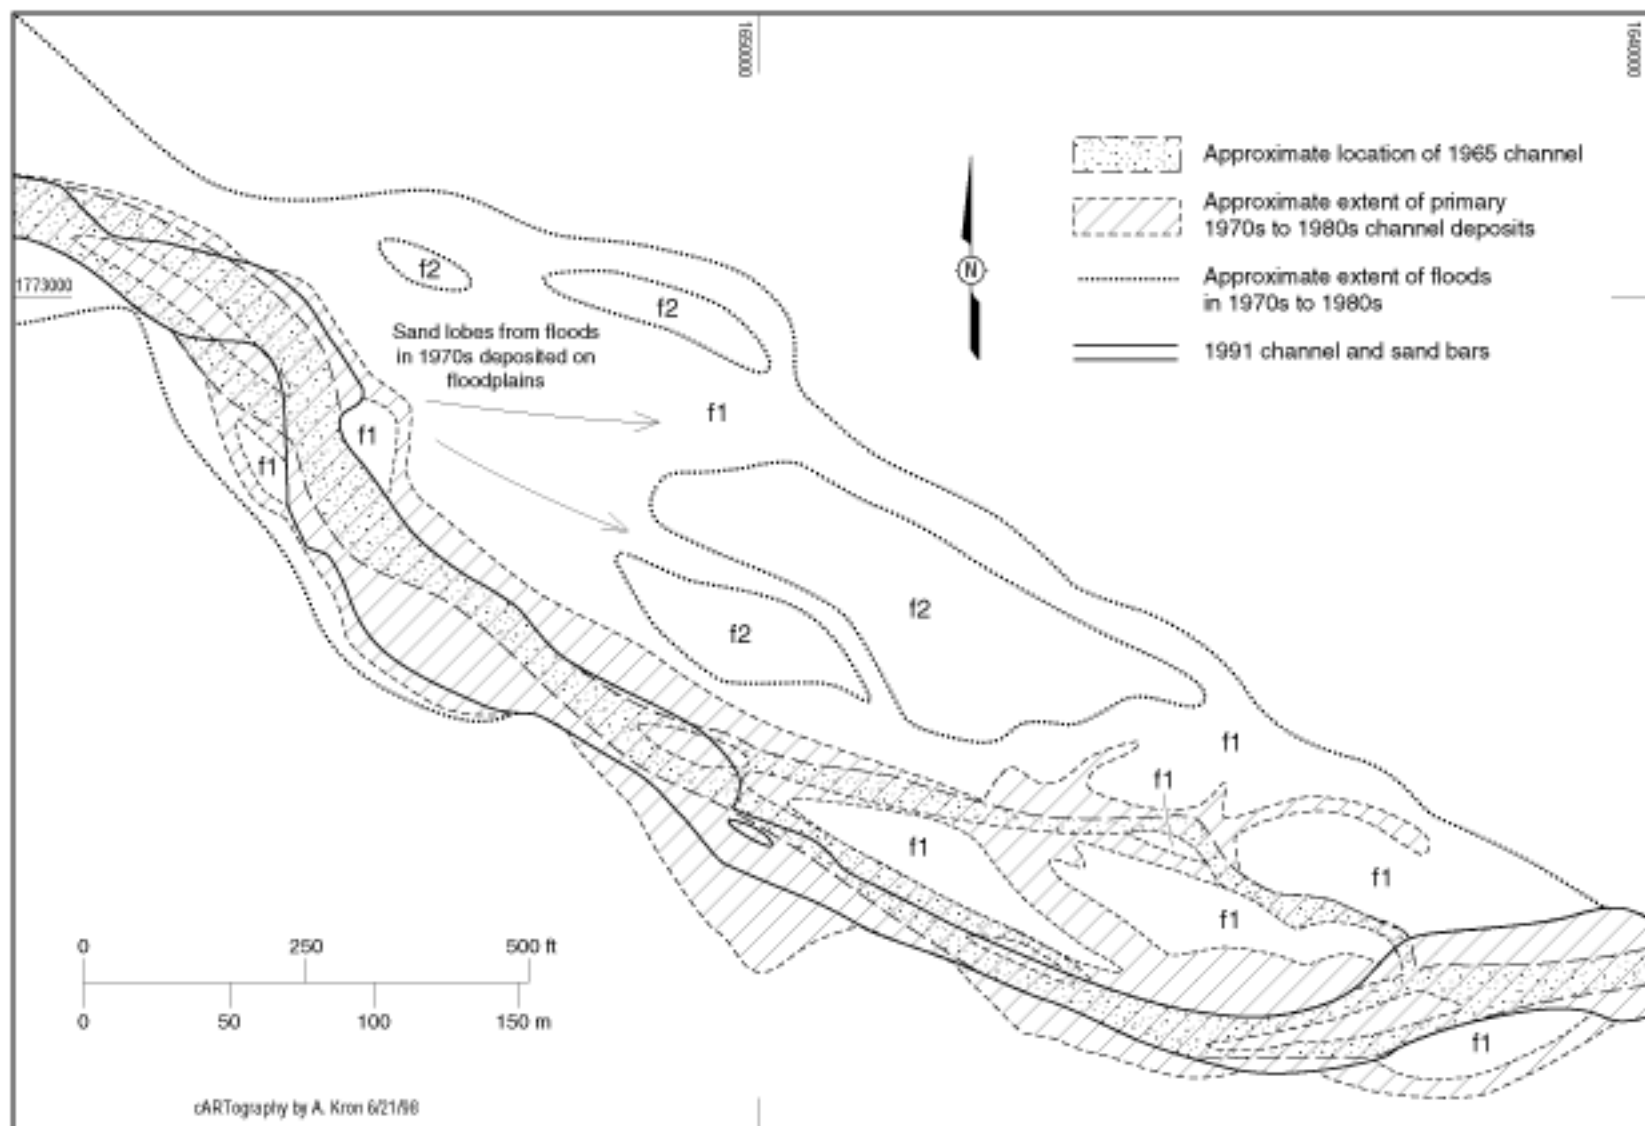 1650000
1640000
Approximate location of 1965 channel
Approximate extent of primary
1970s to 1980s channel deposits
Approximate extent of floods
in 1970s to 1980s
1991 channel and sand bars
N
1773000
f2
f2
Sand lobes from floods
in 1970s deposited on
floodplains
f1
f1
f1
f2
f2
f1
f1
f1
f1
f1
f1
0 250 500 ft
0 50 100 150 m
cARTography by A. Kron 6/21/98